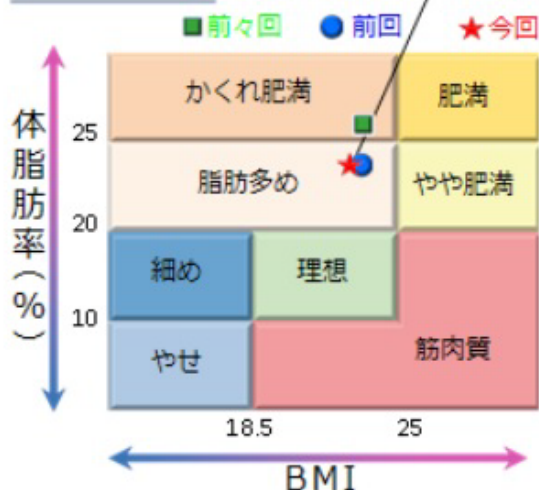 ■前々回 ●前回 ★今回
かくれ肥満 肥満
体脂肪率(%)
25
脂肪多め やや肥満
20
細め 理想
10
やせ 筋肉質
18.5 25
BMI